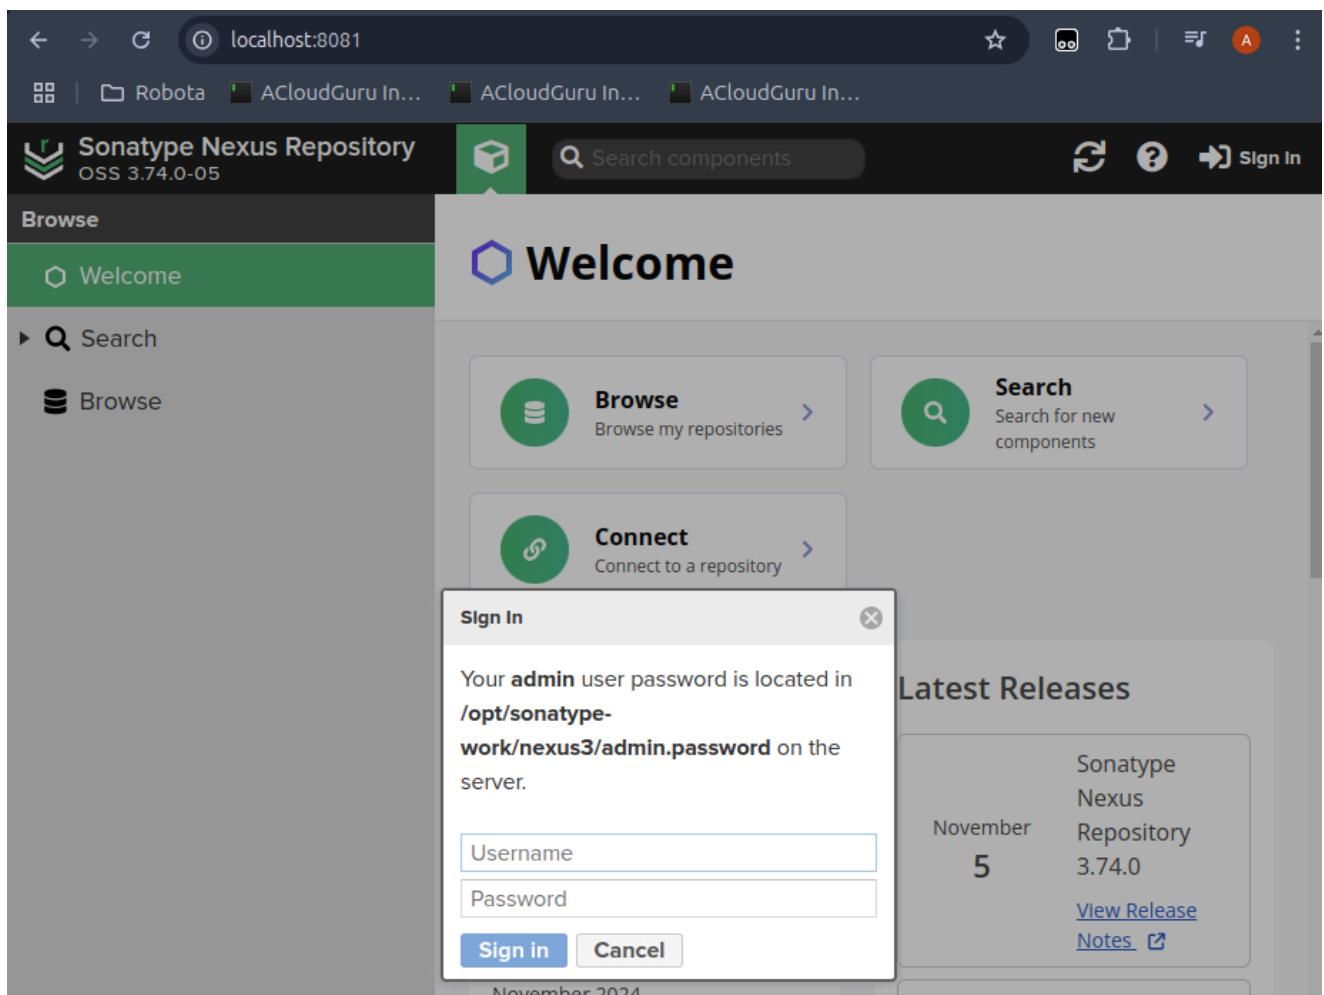 localhost:8081
A
Robota
ACloudGuru In...
ACloudGuru In...
ACloudGuru In...
Sonatype Nexus Repository
OSS 3.74.0-05
Search components
Sign In
Browse
Welcome
Search
Browse
Welcome
Browse
Browse my repositories
Search
Search for new
components
Connect
Connect to a repository
Sign In
Your admin user password is located in
/opt/sonatype-
work/nexus3/admin.password on the
server.
Username
Password
Sign in
Cancel
Latest Releases
November
5
Sonatype
Nexus
Repository
3.74.0
View Release
Notes
November 2024